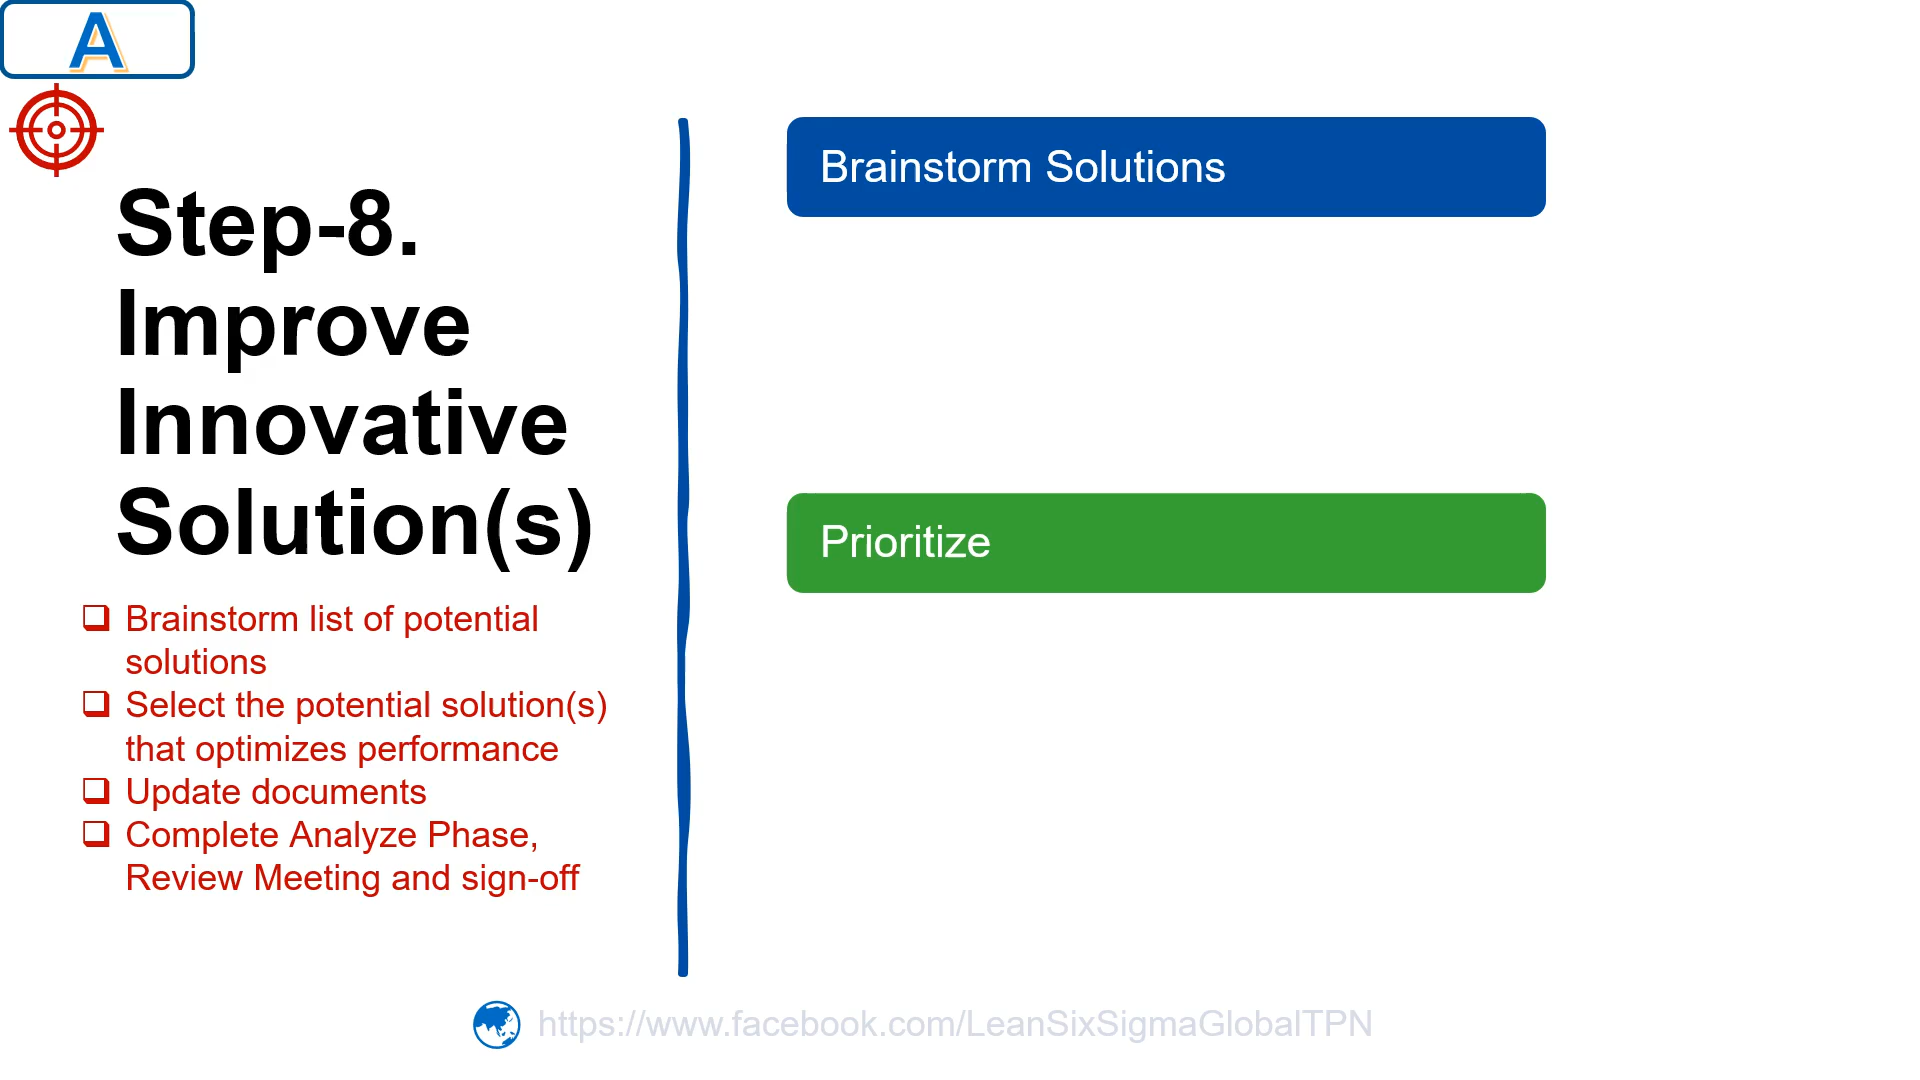 A
Step-8.
Improve
Innovative
Solution(s)
Brainstorm list of potential
solutions
Select the potential solution(s)
that optimizes performance
Update documents
Complete Analyze Phase,
Review Meeting and sign-off
Brainstorm Solutions
Prioritize
https://www.facebook.com/LeanSixSigmaGlobalTPN